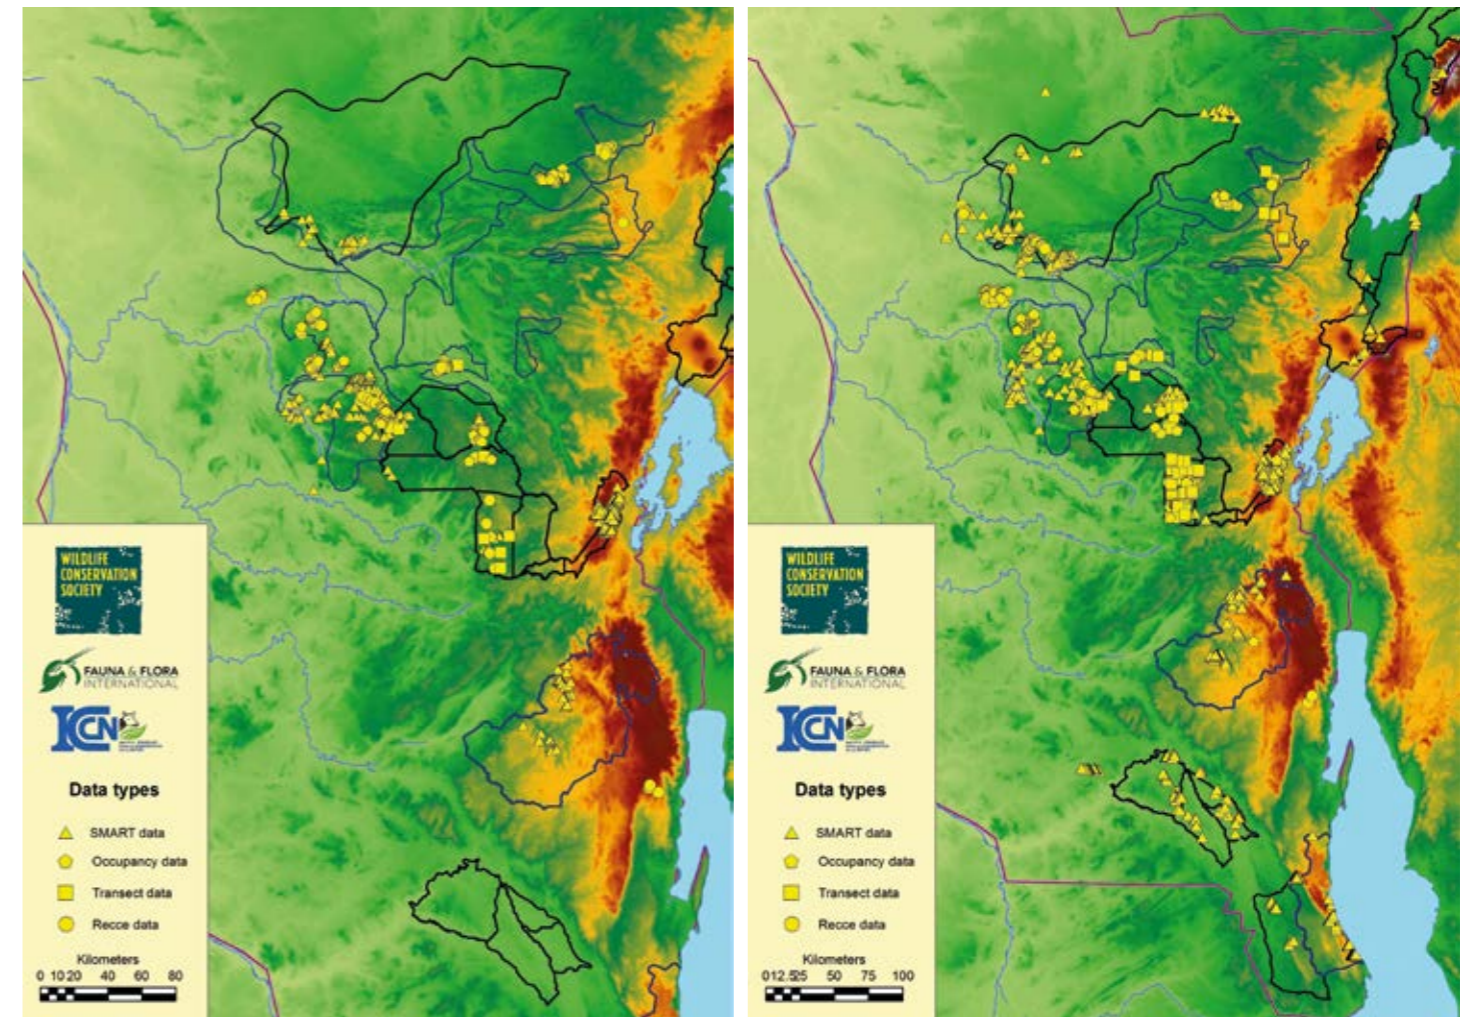 WILDLIFE
CONSERVATION
SOCIETY
FAUNA & FLORA
INTERNATIONAL
ICCN
Data types
SMART data
Occupancy data
Transect data
Recce data
Kilometers
0 10 20 40 60 80
WILDLIFE
CONSERVATION
SOCIETY
FAUNA & FLORA
INTERNATIONAL
ICCN
Data types
SMART data
Occupancy data
Transect data
Recce data
Kilometers
0 12.5 25 50 75 100